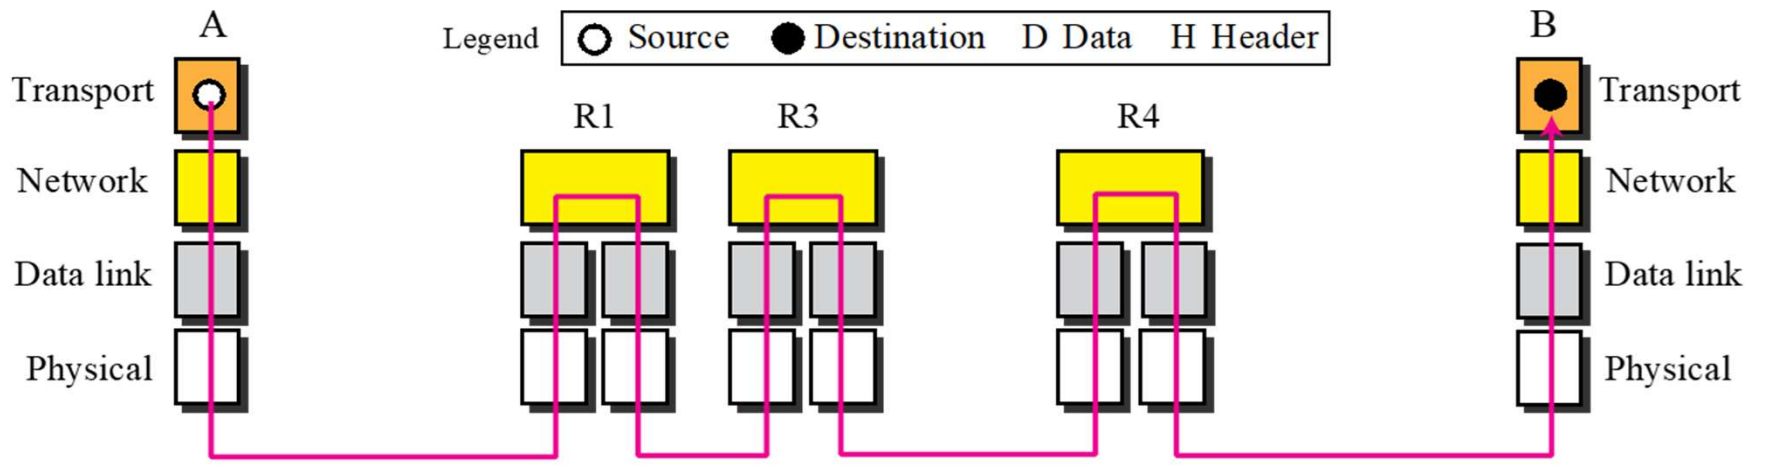 A
Legend Source Destination D Data H Header
B
Transport
Transport
R1 R3 R4
Network
Network
Data link
Data link
Physical
Physical